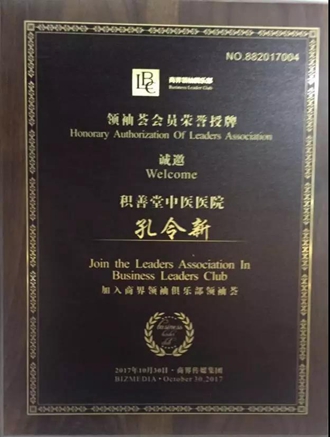 NO.882017004
LBC
商界领袖俱乐部
Business Leader Club
领袖荟会员荣誉授牌
Honorary Authorization Of Leaders Association
诚邀
Welcome
积善堂中医医院
孔令新
Join the Leaders Association In
Business Leaders Club
加入商界领袖俱乐部领袖荟
business
leader
club
2017年10月30日·商界传媒集团
BIZMEDIA·October 30,2017